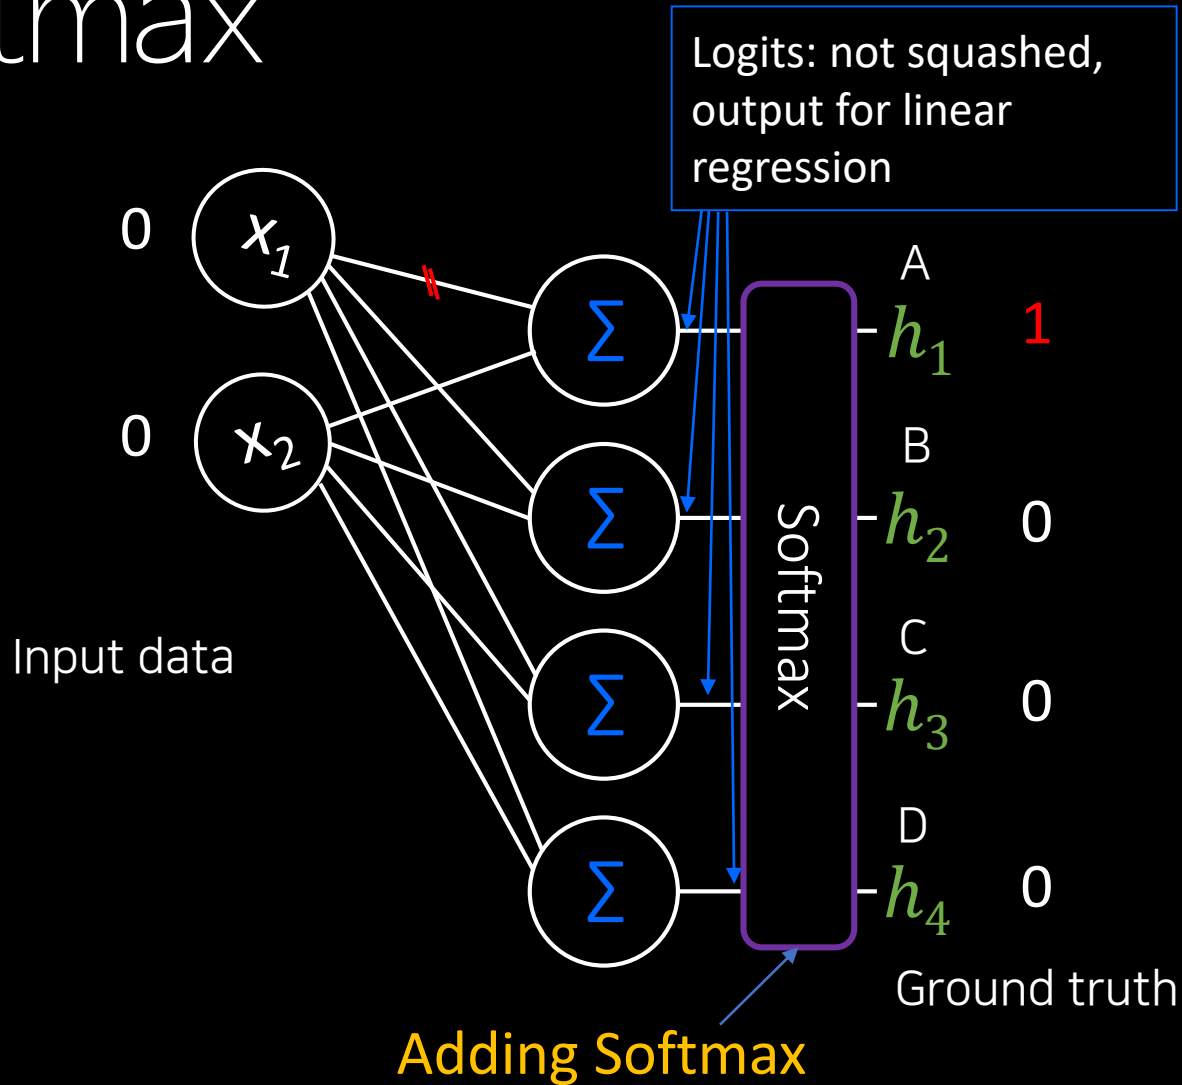 tmax
Logits: not squashed,
output for linear
regression
0
x1
0
x2
Input data
Σ
Σ
Σ
Σ
Softmax
A
h1
1
B
h2
0
C
h3
0
D
h4
0
Ground truth
Adding Softmax